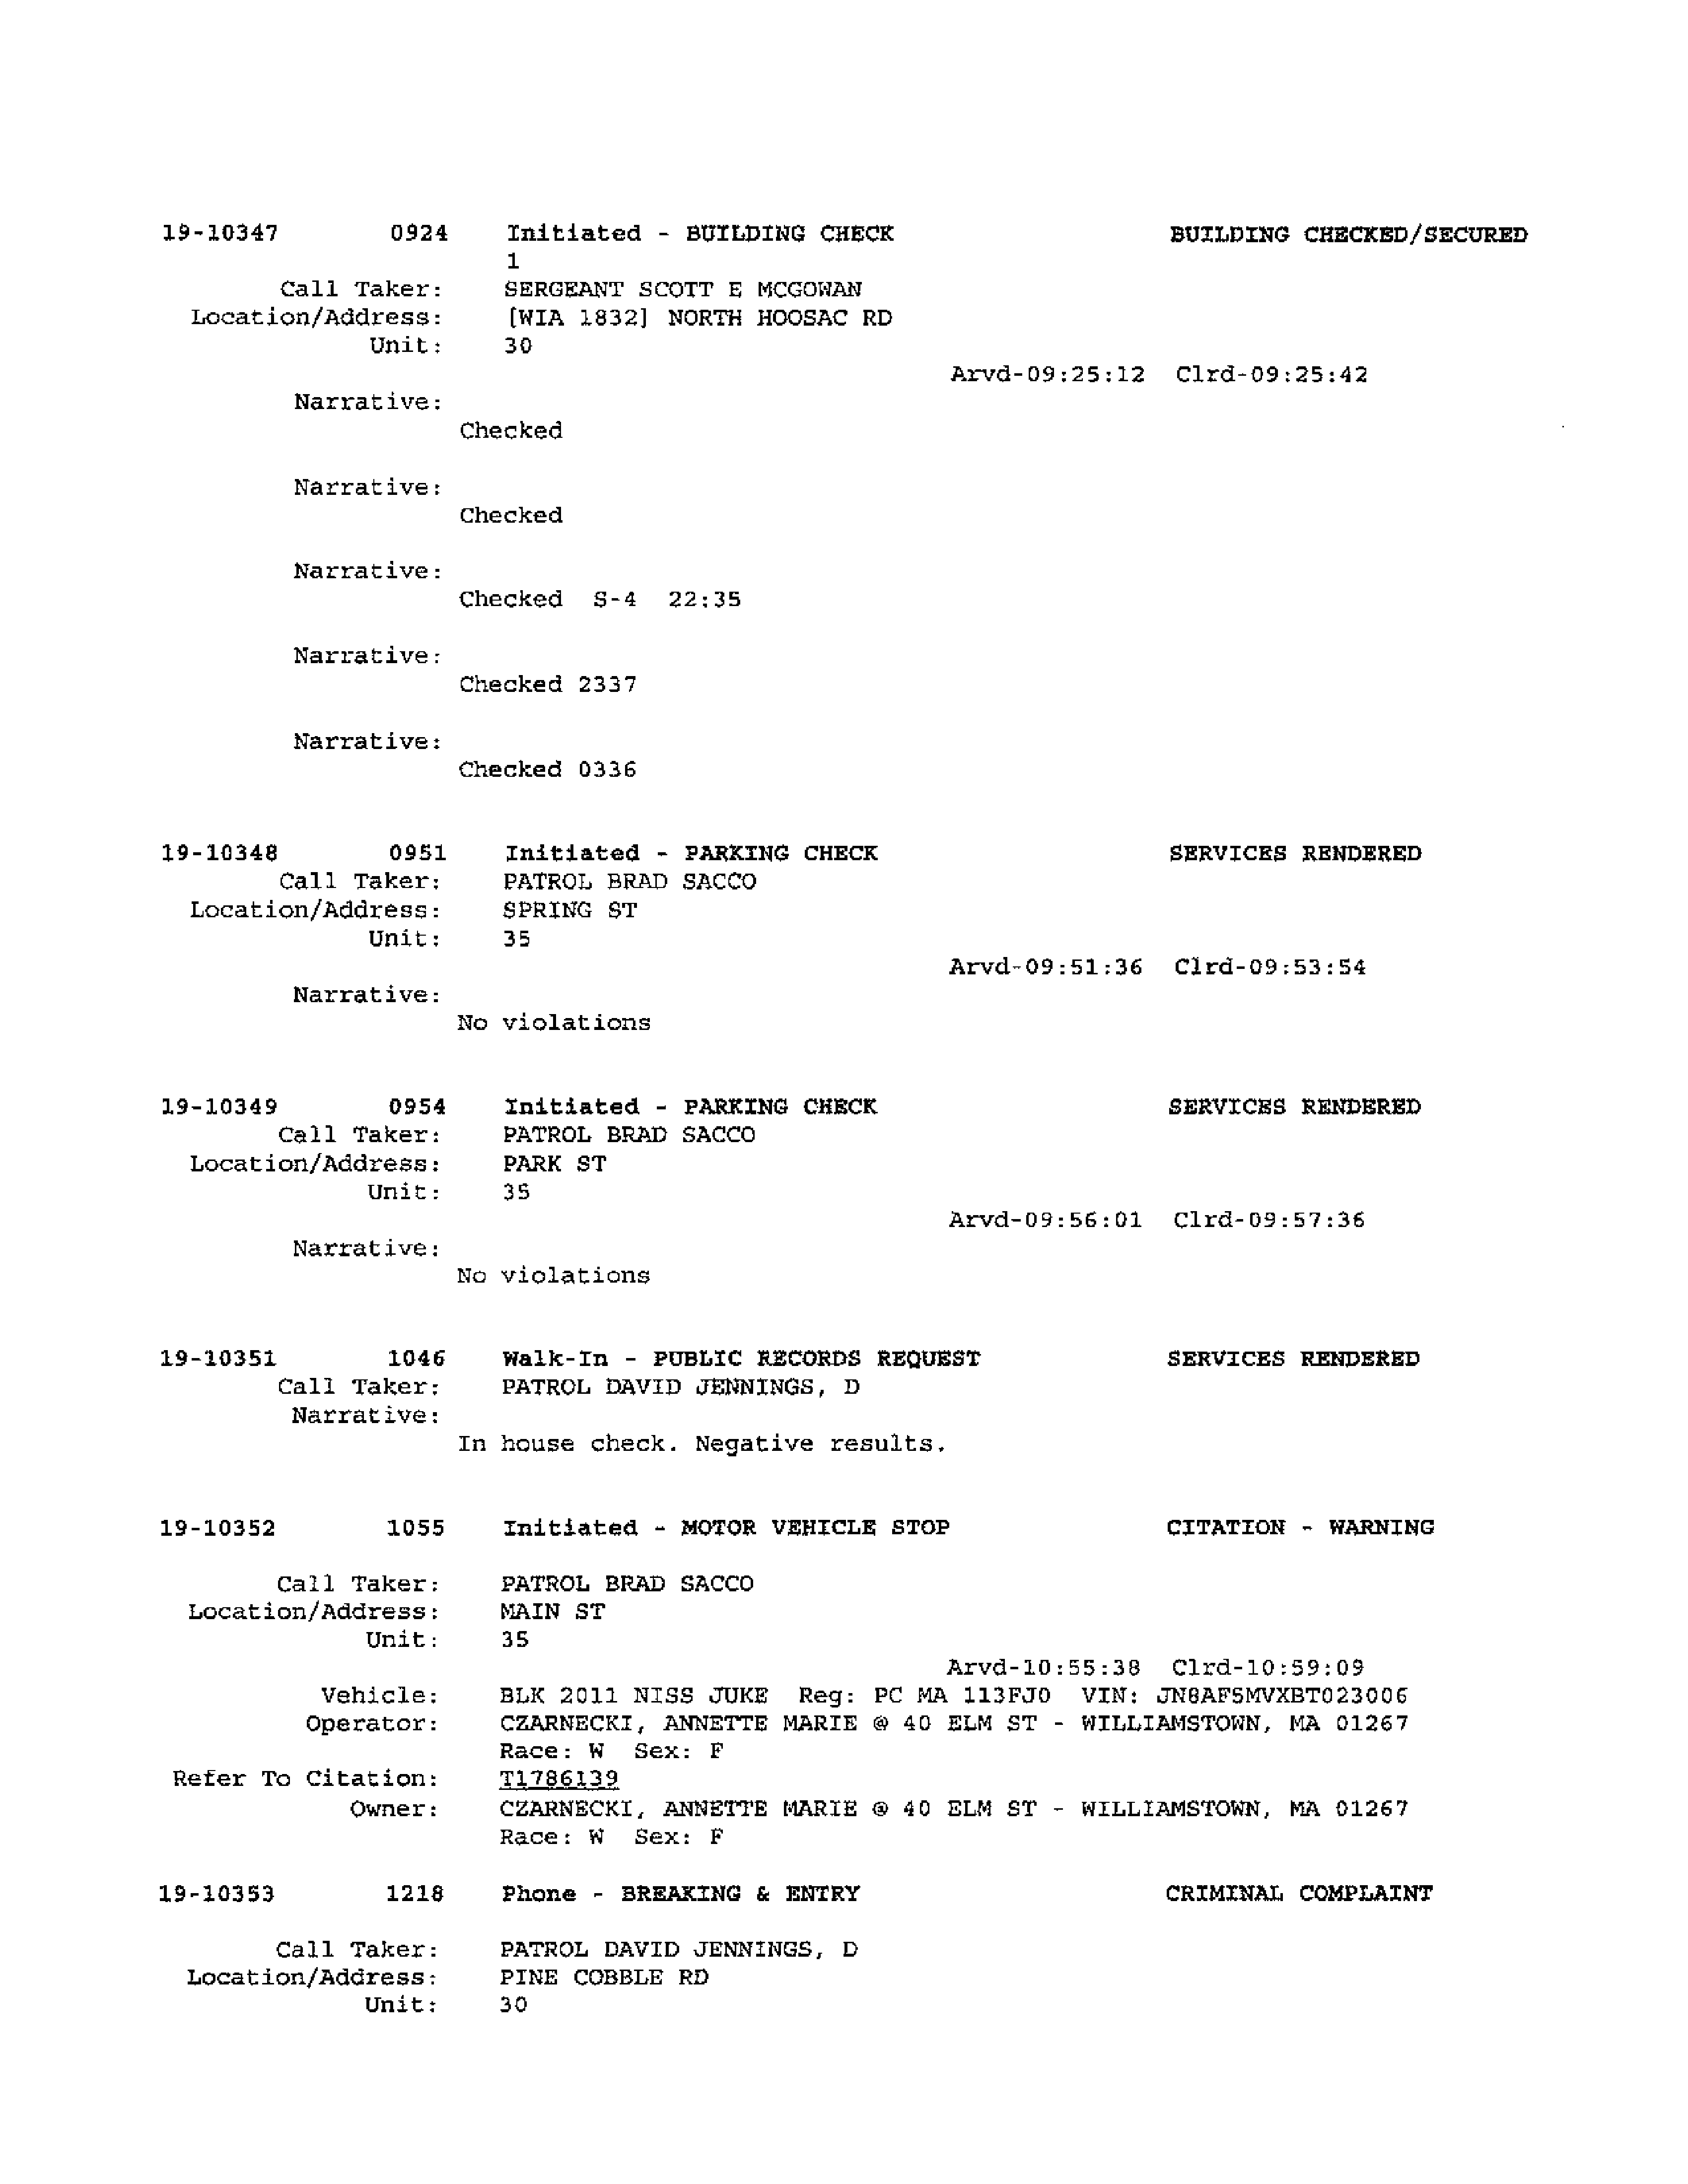 19-10347 0924 Initiated - BUILDING CHECK BUILDING CHECKED/SECURED
1
Call Taker: SERGEANT SCOTT E MCGOWAN
Location/Address: [WIA 1832] NORTH HOOSAC RD
Unit: 30
Arvd-09:25:12 Clrd-09:25:42
Narrative:
Checked
Narrative:
Checked
Narrative:
Checked S-4 22:35
Narrative:
Checked 2337
Narrative:
Checked 0336
19-10348 0951 Initiated - PARKING CHECK SERVICES RENDERED
Call Taker: PATROL BRAD SACCO
Location/Address: SPRING ST
Unit: 35
Arvd-09:51:36 Clrd-09:53:54
Narrative:
No violations
19-10349 0954 Initiated - PARKING CHECK SERVICES RENDERED
Call Taker: PATROL BRAD SACCO
Location/Address: PARK ST
Unit: 35
Arvd-09:56:01 Clrd-09:57:36
Narrative:
No violations
19-10351 1046 Walk-In - PUBLIC RECORDS REQUEST SERVICES RENDERED
Call Taker: PATROL DAVID JENNINGS, D
Narrative:
In house check. Negative results.
19-10352 1055 Initiated - MOTOR VEHICLE STOP CITATION - WARNING
Call Taker: PATROL BRAD SACCO
Location/Address: MAIN ST
Unit: 35
Arvd-10:55:38 Clrd-10:59:09
Vehicle: BLK 2011 NISS JUKE Reg: PC MA 113FJ0 VIN: JN8AF5MVXBT023006
Operator: CZARNECKI, ANNETTE MARIE @ 40 ELM ST - WILLIAMSTOWN, MA 01267
Race: W Sex: F
Refer To Citation: T1786139
Owner: CZARNECKI, ANNETTE MARIE @ 40 ELM ST - WILLIAMSTOWN, MA 01267
Race: W Sex: F
19-10353 1218 Phone - BREAKING & ENTRY CRIMINAL COMPLAINT
Call Taker: PATROL DAVID JENNINGS, D
Location/Address: PINE COBBLE RD
Unit: 30